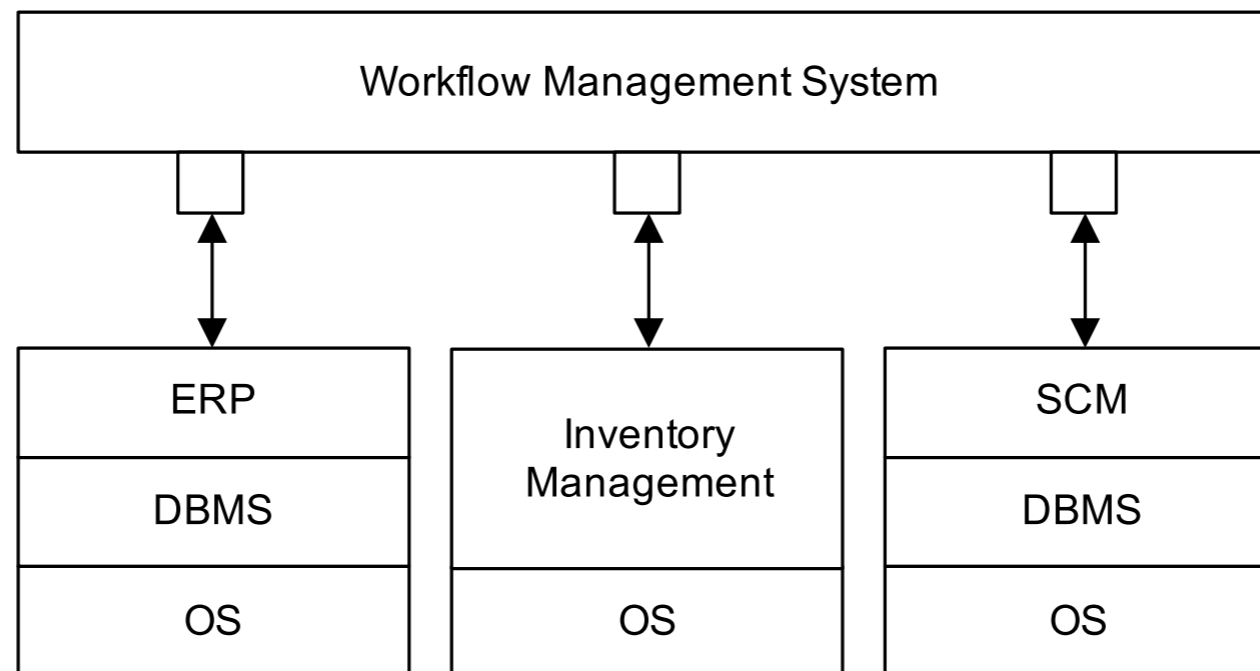 Workflow Management System
ERP
Inventory
Management
SCM
DBMS
DBMS
OS
OS
OS